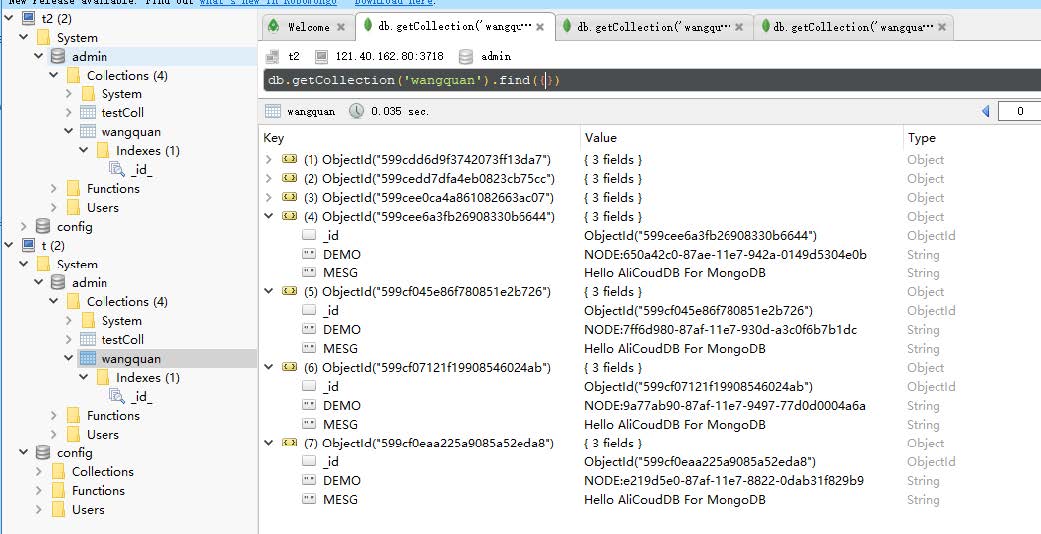 New release available. Find out what's new in Robomongo Download here.
t2 (2)
System
admin
Collections (4)
System
testColl
wangquan
Indexes (1)
_id_
Functions
Users
config
t (2)
System
admin
Collections (4)
System
testColl
wangquan
Indexes (1)
_id_
Functions
Users
config
Collections
Functions
Users
Welcome
db.getCollection('wangqu···
db.getCollection('wangqu···
db.getCollection('wangqua···
t2 121.40.162.80:3718 admin
db.getCollection('wangquan').find({})
wangquan 0.035 sec. 0
Key Value Type
(1) ObjectId("599cdd6d9f3742073ff13da7") { 3 fields } Object
(2) ObjectId("599cedd7dfa4eb0823cb75cc") { 3 fields } Object
(3) ObjectId("599cee0ca4a861082663ac07") { 3 fields } Object
(4) ObjectId("599cee6a3fb26908330b6644") { 3 fields } Object
_id ObjectId("599cee6a3fb26908330b6644") ObjectId
DEMO NODE:650a42c0-87ae-11e7-942a-0149d5304e0b String
MESG Hello AliCoudDB For MongoDB String
(5) ObjectId("599cf045e86f780851e2b726") { 3 fields } Object
_id ObjectId("599cf045e86f780851e2b726") ObjectId
DEMO NODE:7ff6d980-87af-11e7-930d-a3c0f6b7b1dc String
MESG Hello AliCoudDB For MongoDB String
(6) ObjectId("599cf07121f19908546024ab") { 3 fields } Object
_id ObjectId("599cf07121f19908546024ab") ObjectId
DEMO NODE:9a77ab90-87af-11e7-9497-77d0d0004a6a String
MESG Hello AliCoudDB For MongoDB String
(7) ObjectId("599cf0eaa225a9085a52eda8") { 3 fields } Object
_id ObjectId("599cf0eaa225a9085a52eda8") ObjectId
DEMO NODE:e219d5e0-87af-11e7-8822-0dab31f829b9 String
MESG Hello AliCoudDB For MongoDB String